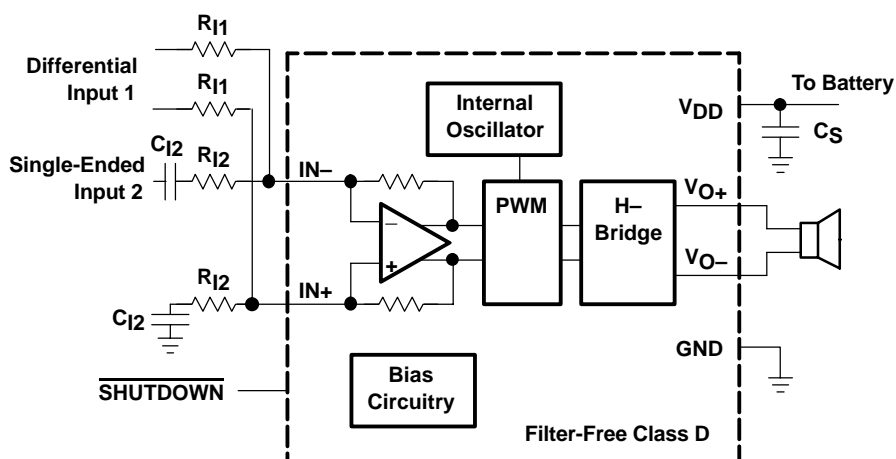 RI1
Differential
Input 1
RI1
CI2
RI2
Single-Ended
Input 2
RI2
CI2
SHUTDOWN
IN–
IN+
Internal
Oscillator
–
+
PWM
H–
Bridge
Bias
Circuitry
VDD
To Battery
CS
VO+
VO–
GND
Filter-Free Class D